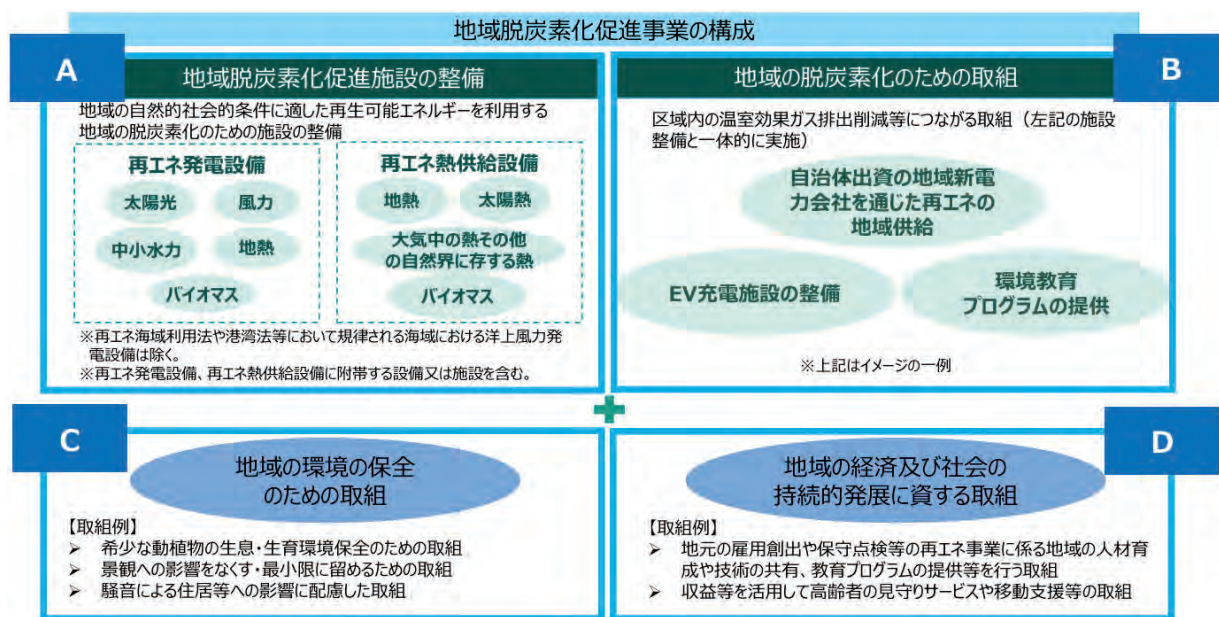 地域脱炭素化促進事業の構成
A
地域脱炭素化促進施設の整備
地域の自然的社会的条件に適した再生可能エネルギーを利用する
地域の脱炭素化のための施設の整備
再エネ発電設備
太陽光
風力
中小水力
地熱
バイオマス
再エネ熱供給設備
地熱
太陽熱
大気中の熱その他
の自然界に存する熱
バイオマス
※再エネ海域利用法や港湾法等において規律される海域における洋上風力発
電設備は除く。
※再エネ発電設備、再エネ熱供給設備に附帯する設備又は施設を含む。
B
地域の脱炭素化のための取組
区域内の温室効果ガス排出削減等につながる取組（左記の施設
整備と一体的に実施）
自治体出資の地域新電
力会社を通じた再エネの
地域供給
EV充電施設の整備
環境教育
プログラムの提供
※上記はイメージの一例
C
地域の環境の保全
のための取組
【取組例】
➢ 希少な動植物の生息・生育環境保全のための取組
➢ 景観への影響をなくす・最小限に留めるための取組
➢ 騒音による住居等への影響に配慮した取組
D
地域の経済及び社会の
持続的発展に資する取組
【取組例】
➢ 地元の雇用創出や保守点検等の再エネ事業に係る地域の人材育
成や技術の共有、教育プログラムの提供等を行う取組
➢ 収益等を活用して高齢者の見守りサービスや移動支援等の取組